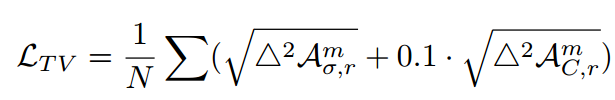 \mathcal{L}_{TV} = \frac{1}{N} \sum (\sqrt{\triangle^2 \mathcal{A}^m_{\sigma,r}} + 0.1 \cdot \sqrt{\triangle^2 \mathcal{A}^m_{C,r}})